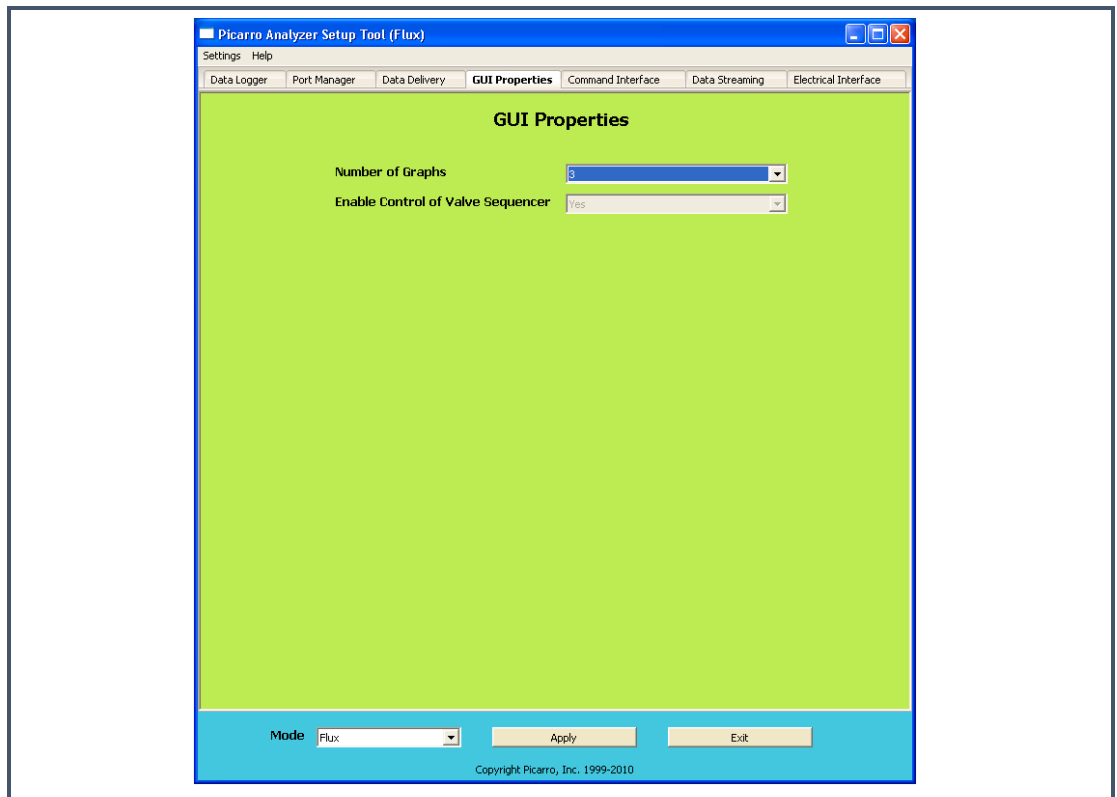 Picarro Analyzer Setup Tool (Flux)
Settings Help
Data Logger Port Manager Data Delivery GUI Properties Command Interface Data Streaming Electrical Interface
GUI Properties
Number of Graphs 3
Enable Control of Valve Sequencer Yes
Mode Flux Apply Exit
Copyright Picarro, Inc. 1999-2010